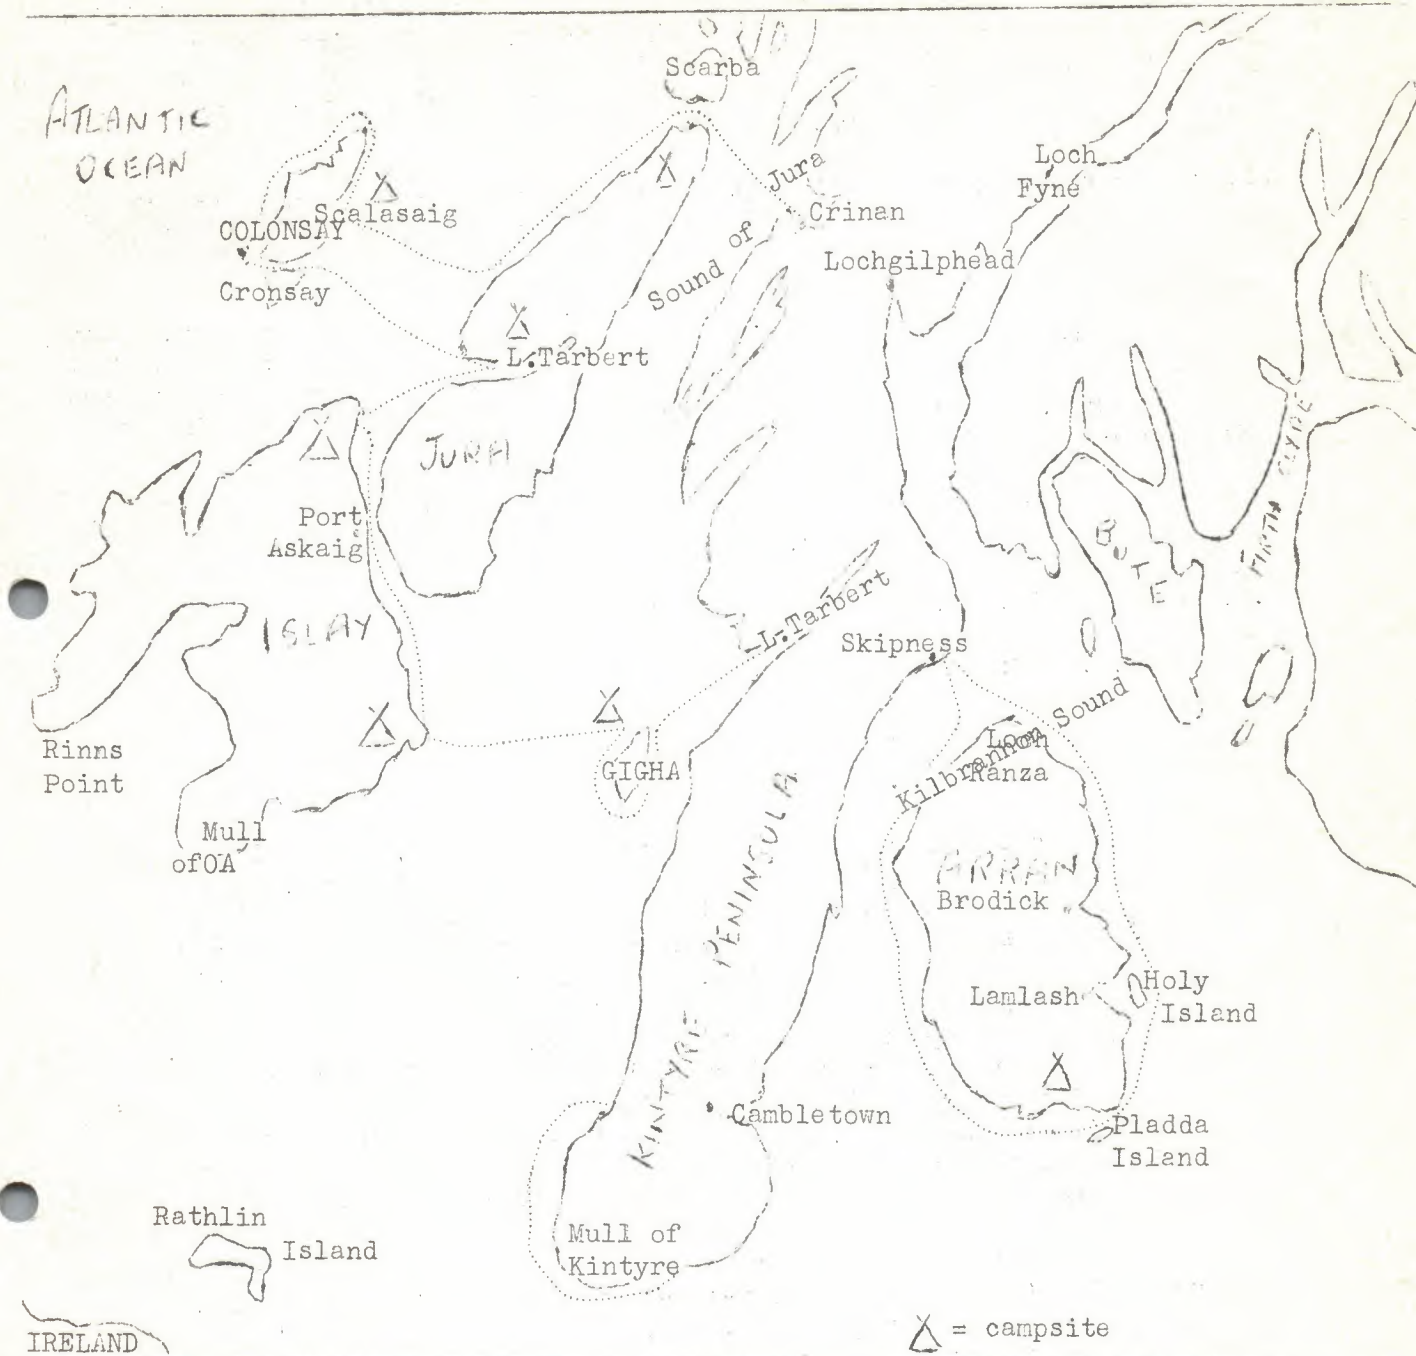 Scarba
ATLANTIC
OCEAN
Loch
Fyne
Sound of Jura
Crinan
Scalasaig
COLONSAY
Lochgilphead
Cronsay
L.Tarbert
JURA
FIRTH CLYDE
Port
Askaig
BUTE
ISLAY
L.Tarbert
Skipness
Rinns
Point
GIGHA
Kilbrannon Sound
Loch
Ranza
Mull
ofOA
KINTYRE PENINSULA
ARRAN
Brodick
Lamlash
Holy
Island
Cambletown
Pladda
Island
Rathlin
Island
Mull of
Kintyre
IRELAND
= campsite